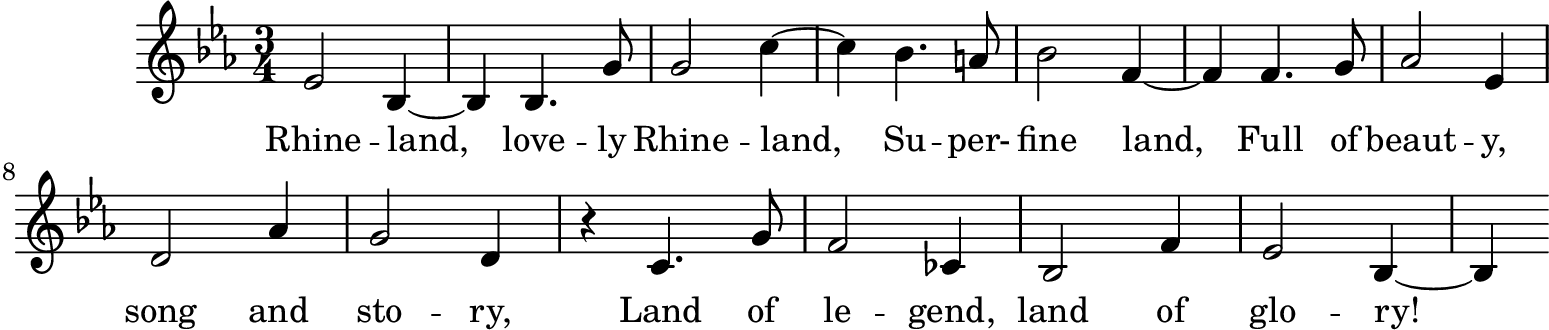 3
4
Rhine - land, love - ly Rhine - land, Su - per- fine land, Full of beaut - y,
8
song and sto - ry, Land of le - gend, land of glo - ry!